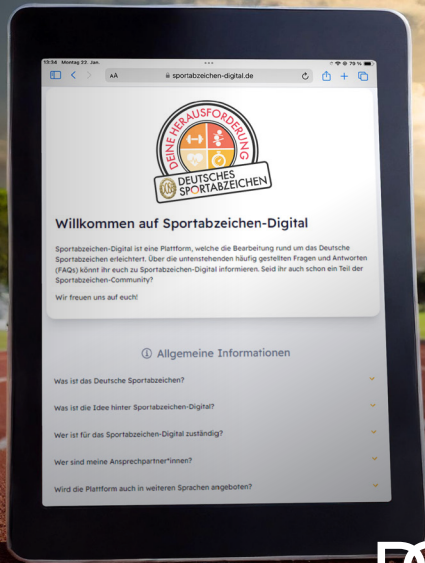 13:34 Montag 22. Jan.
79 %
AA
sportabzeichen-digital.de
DEINE HERAUSFORDERUNG
DEUTSCHES
SPORTABZEICHEN
Willkommen auf Sportabzeichen-Digital
Sportabzeichen-Digital ist eine Plattform, welche die Bearbeitung rund um das Deutsche
Sportabzeichen erleichtert. Über die untenstehenden häufig gestellten Fragen und Antworten
(FAQs) könnt ihr euch zu Sportabzeichen-Digital informieren. Seid ihr auch schon ein Teil der
Sportabzeichen-Community?
Wir freuen uns auf euch!
Allgemeine Informationen
Was ist das Deutsche Sportabzeichen?
Was ist die Idee hinter Sportabzeichen-Digital?
Wer ist für das Sportabzeichen-Digital zuständig?
Wer sind meine Ansprechpartner*innen?
Wird die Plattform auch in weiteren Sprachen angeboten?